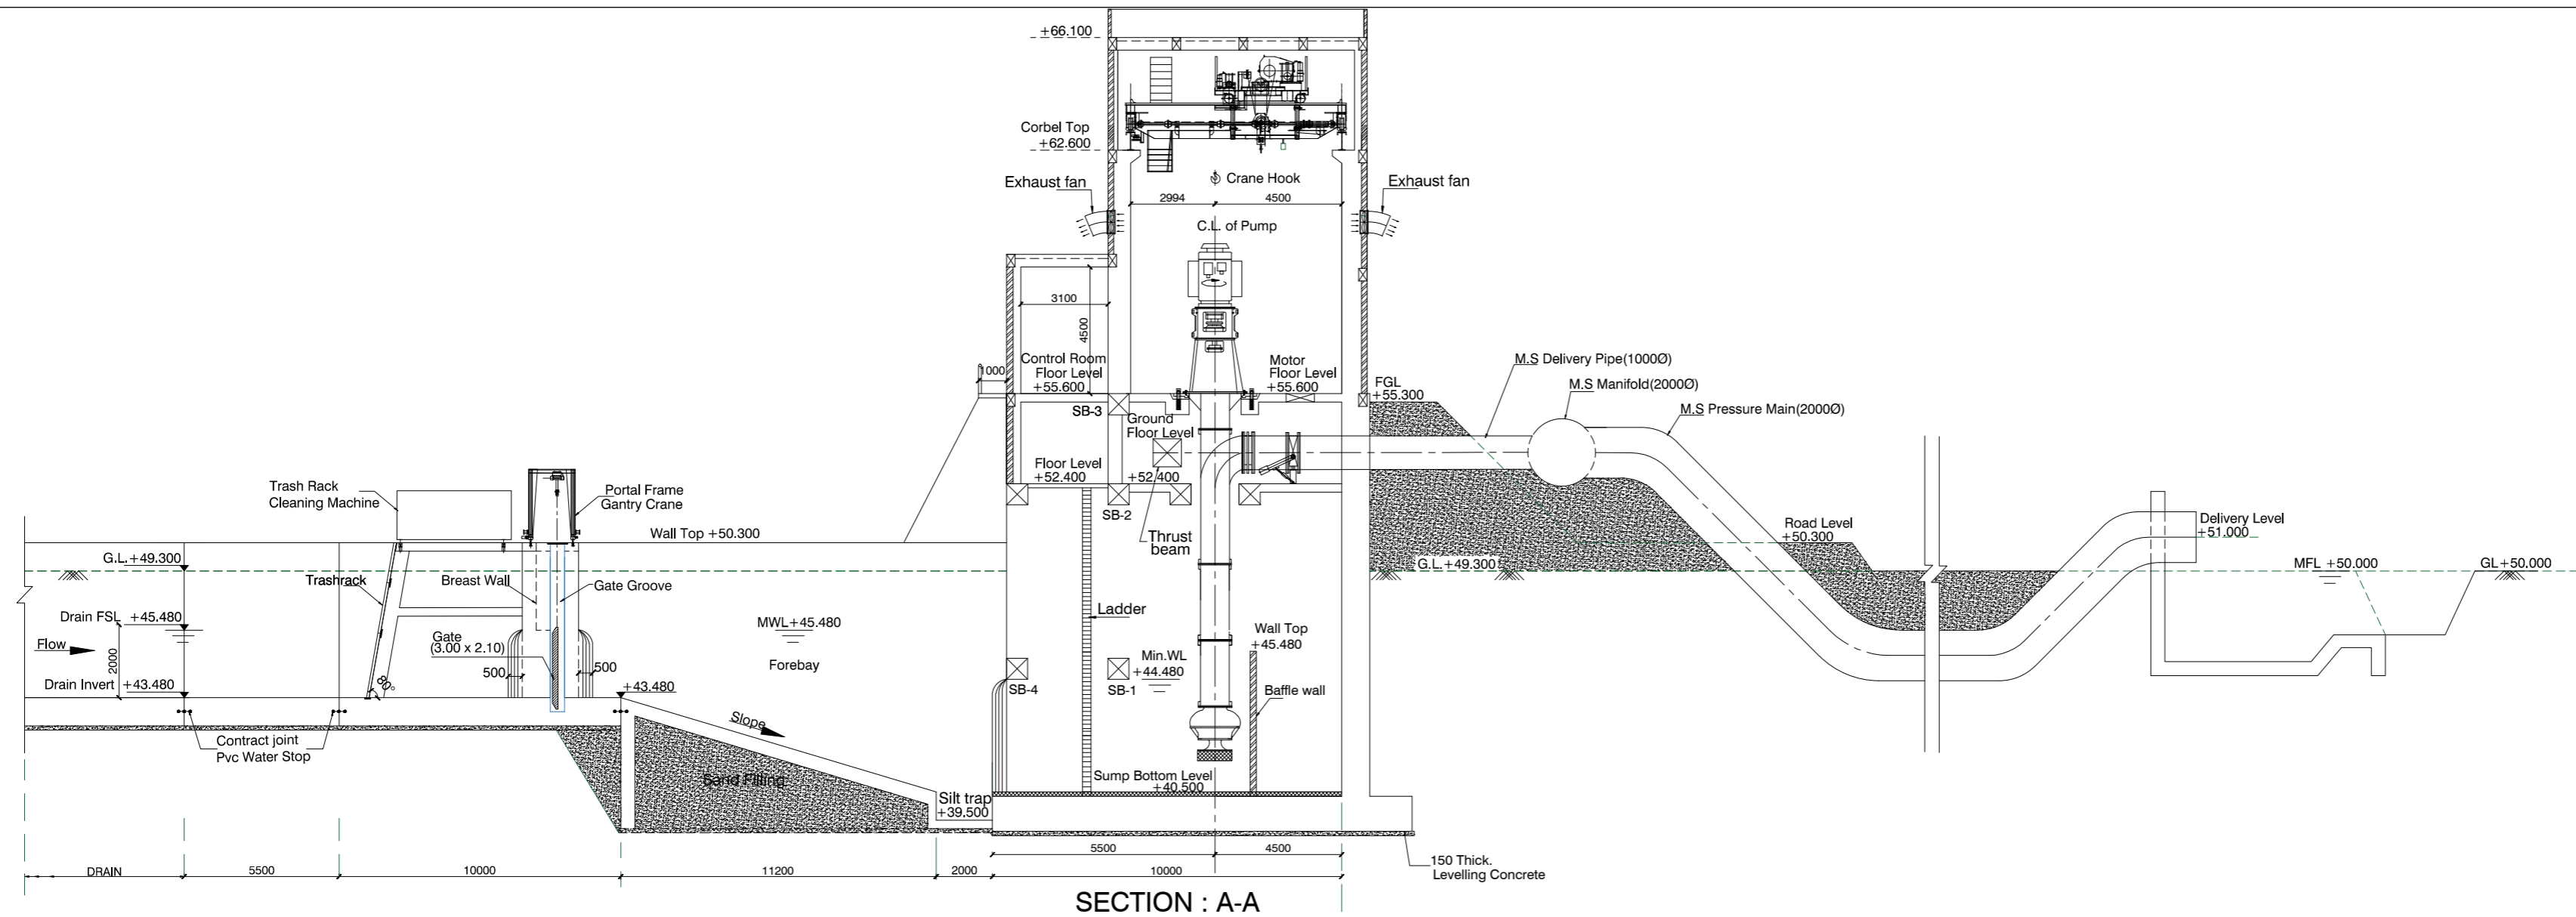 +66.100
Corbel Top
+62.600
Crane Hook
Exhaust fan
Exhaust fan
2994
4500
C.L. of Pump
3100
4500
Control Room
Floor Level
+55.600
1000
Motor
Floor Level
+55.600
FGL
+55.300
M.S Delivery Pipe(1000Ø)
M.S Manifold(2000Ø)
M.S Pressure Main(2000Ø)
SB-3
Ground
Floor Level
Floor Level
+52.400
+52.400
SB-2
Thrust
beam
Trash Rack
Cleaning Machine
Portal Frame
Gantry Crane
Wall Top +50.300
G.L.+49.300
Trashrack
Breast Wall
Gate Groove
Drain FSL +45.480
Flow
2000
Drain Invert +43.480
80°
Gate
(3.00 x 2.10)
500
500
MWL+45.480
Forebay
+43.480
Ladder
Wall Top
+45.480
Min.WL
+44.480
SB-4
SB-1
Baffle wall
G.L.+49.300
Road Level
+50.300
Delivery Level
+51.000
MFL +50.000
GL+50.000
Contract joint
Pvc Water Stop
Slope
Sand Filling
Sump Bottom Level
+40.500
Silt trap
+39.500
5500
4500
150 Thick.
Levelling Concrete
DRAIN
5500
10000
11200
2000
10000
SECTION : A-A